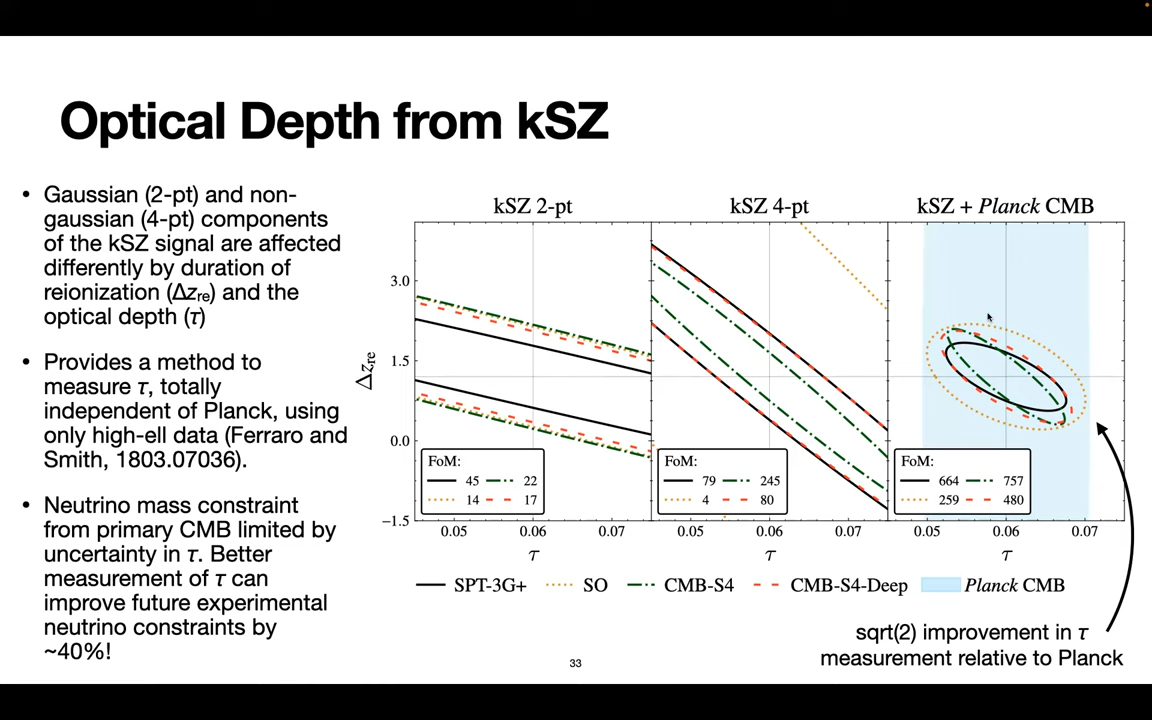 Optical Depth from kSZ
• Gaussian (2-pt) and non-
gaussian (4-pt) components
of the kSZ signal are affected
differently by duration of
reionization (Δzre) and the
optical depth (τ)
• Provides a method to
measure τ, totally
independent of Planck, using
only high-ell data (Ferraro and
Smith, 1803.07036).
• Neutrino mass constraint
from primary CMB limited by
uncertainty in τ. Better
measurement of τ can
improve future experimental
neutrino constraints by
~40%!
kSZ 2-pt
kSZ 4-pt
kSZ + Planck CMB
Δzre
3.0
1.5
0.0
−1.5
FoM:
45 22
14 17
FoM:
79 245
4 80
FoM:
664 757
259 480
0.05 0.06 0.07
0.05 0.06 0.07
0.05 0.06 0.07
τ
τ
τ
SPT-3G+ SO CMB-S4 CMB-S4-Deep Planck CMB
sqrt(2) improvement in τ
measurement relative to Planck
33